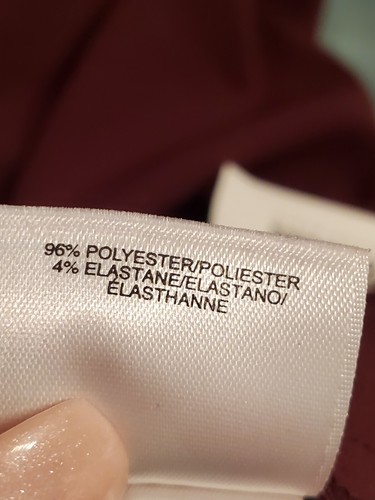 96% POLYESTER/POLIESTER
4% ELASTANE/ELASTANO/
ÉLASTHANNE